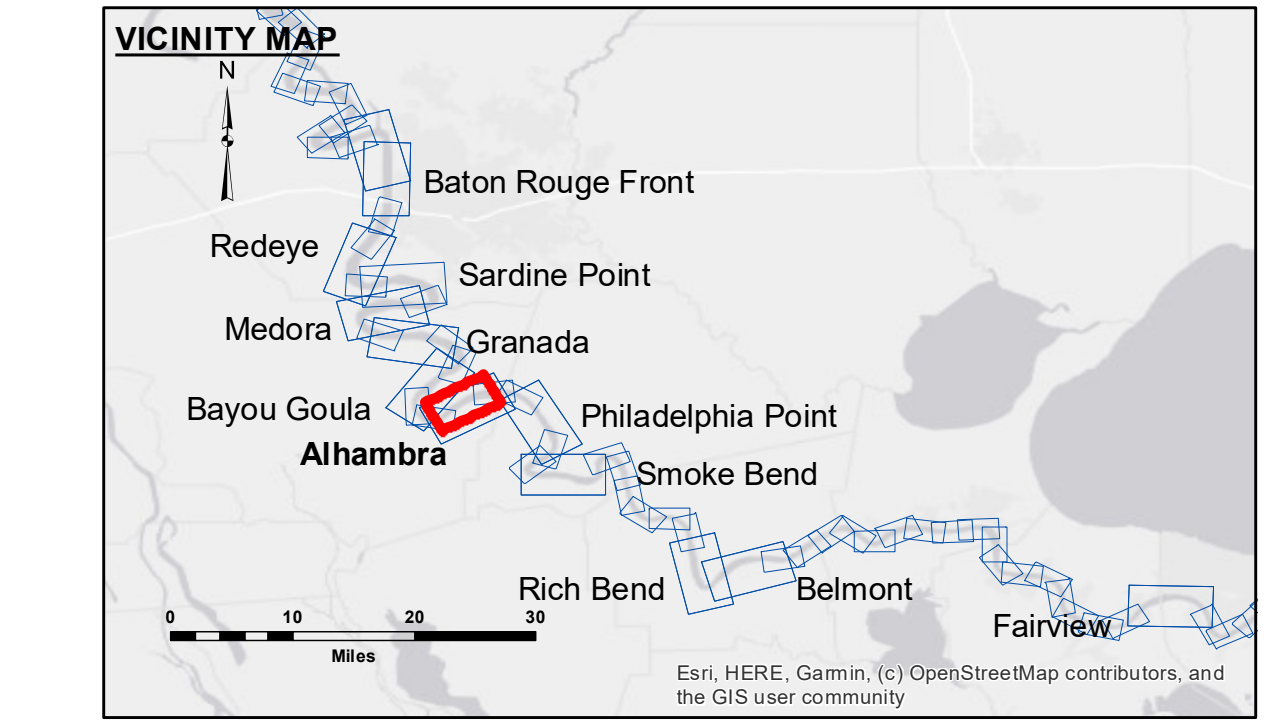 VICINITY MAP
N
Baton Rouge Front
Redeye
Sardine Point
Medora
Granada
Bayou Goula
Philadelphia Point
Alhambra
Smoke Bend
Rich Bend
Belmont
Fairview
0 10 20 30
Miles
Esri, HERE, Garmin, (c) OpenStreetMap contributors, and
the GIS user community